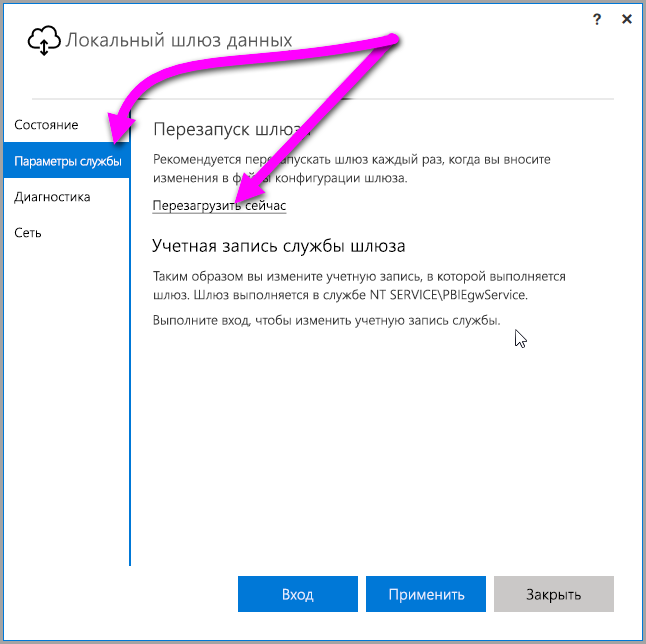 ? ×
Локальный шлюз данных
Состояние
Параметры службы
Диагностика
Сеть
Перезапуск шлюза
Рекомендуется перезапускать шлюз каждый раз, когда вы вносите
изменения в файлы конфигурации шлюза.
Перезагрузить сейчас
Учетная запись службы шлюза
Таким образом вы измените учетную запись, в которой выполняется
шлюз. Шлюз выполняется в службе NT SERVICE\PBIEgwService.
Выполните вход, чтобы изменить учетную запись службы.
Вход
Применить
Закрыть